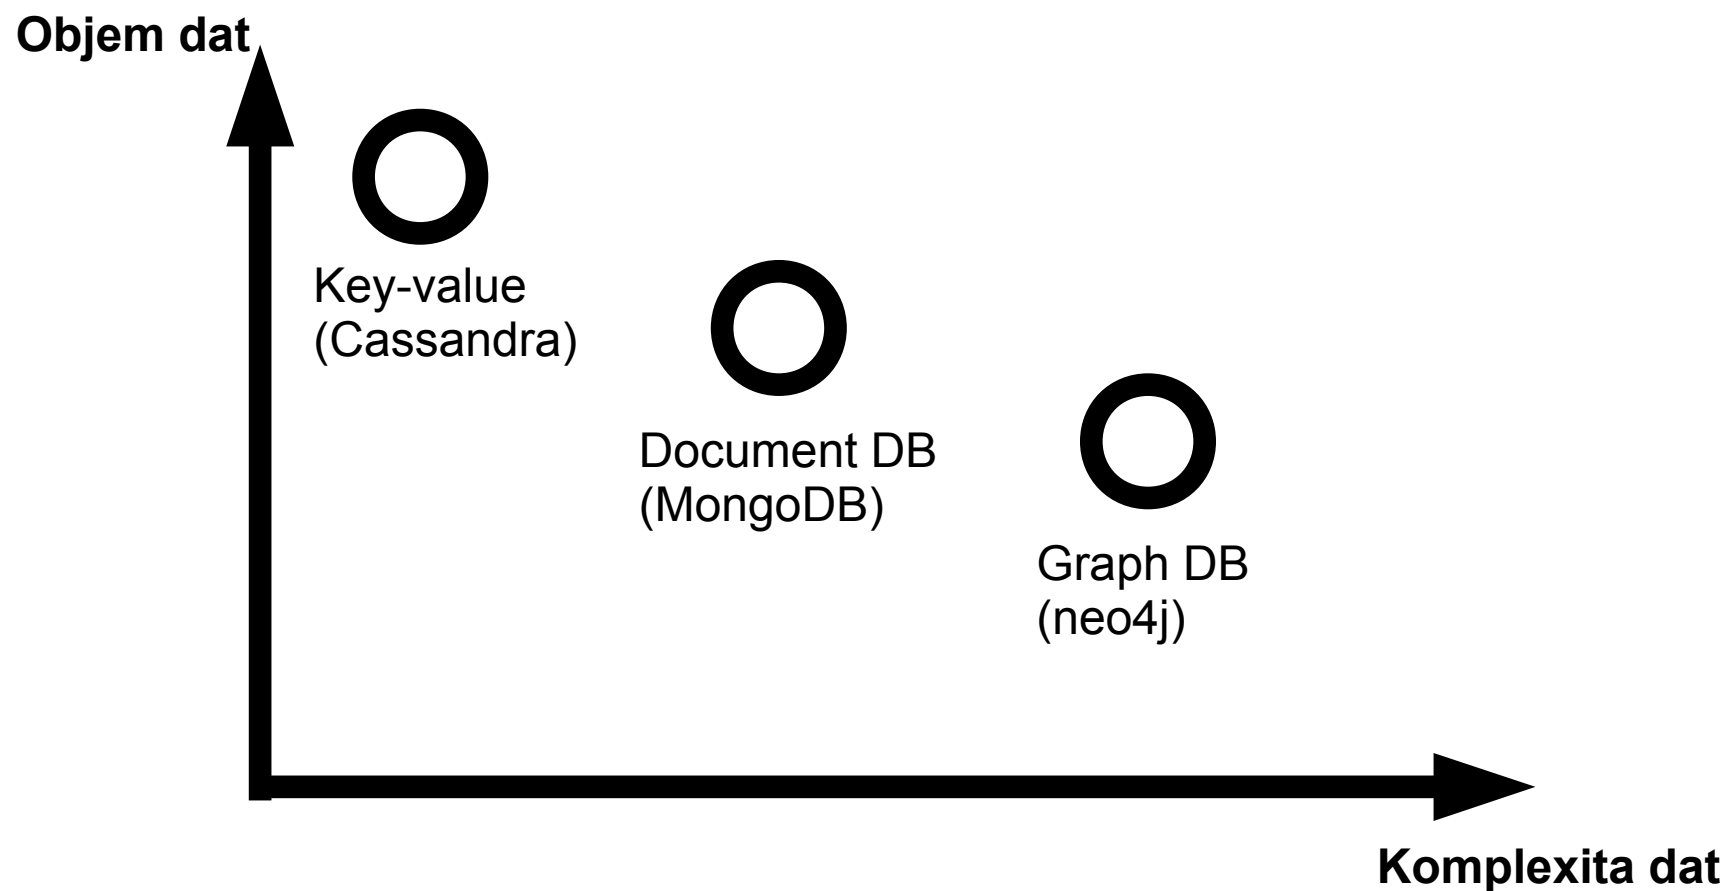 Objem dat
Key-value
(Cassandra)
Document DB
(MongoDB)
Graph DB
(neo4j)
Komplexita dat